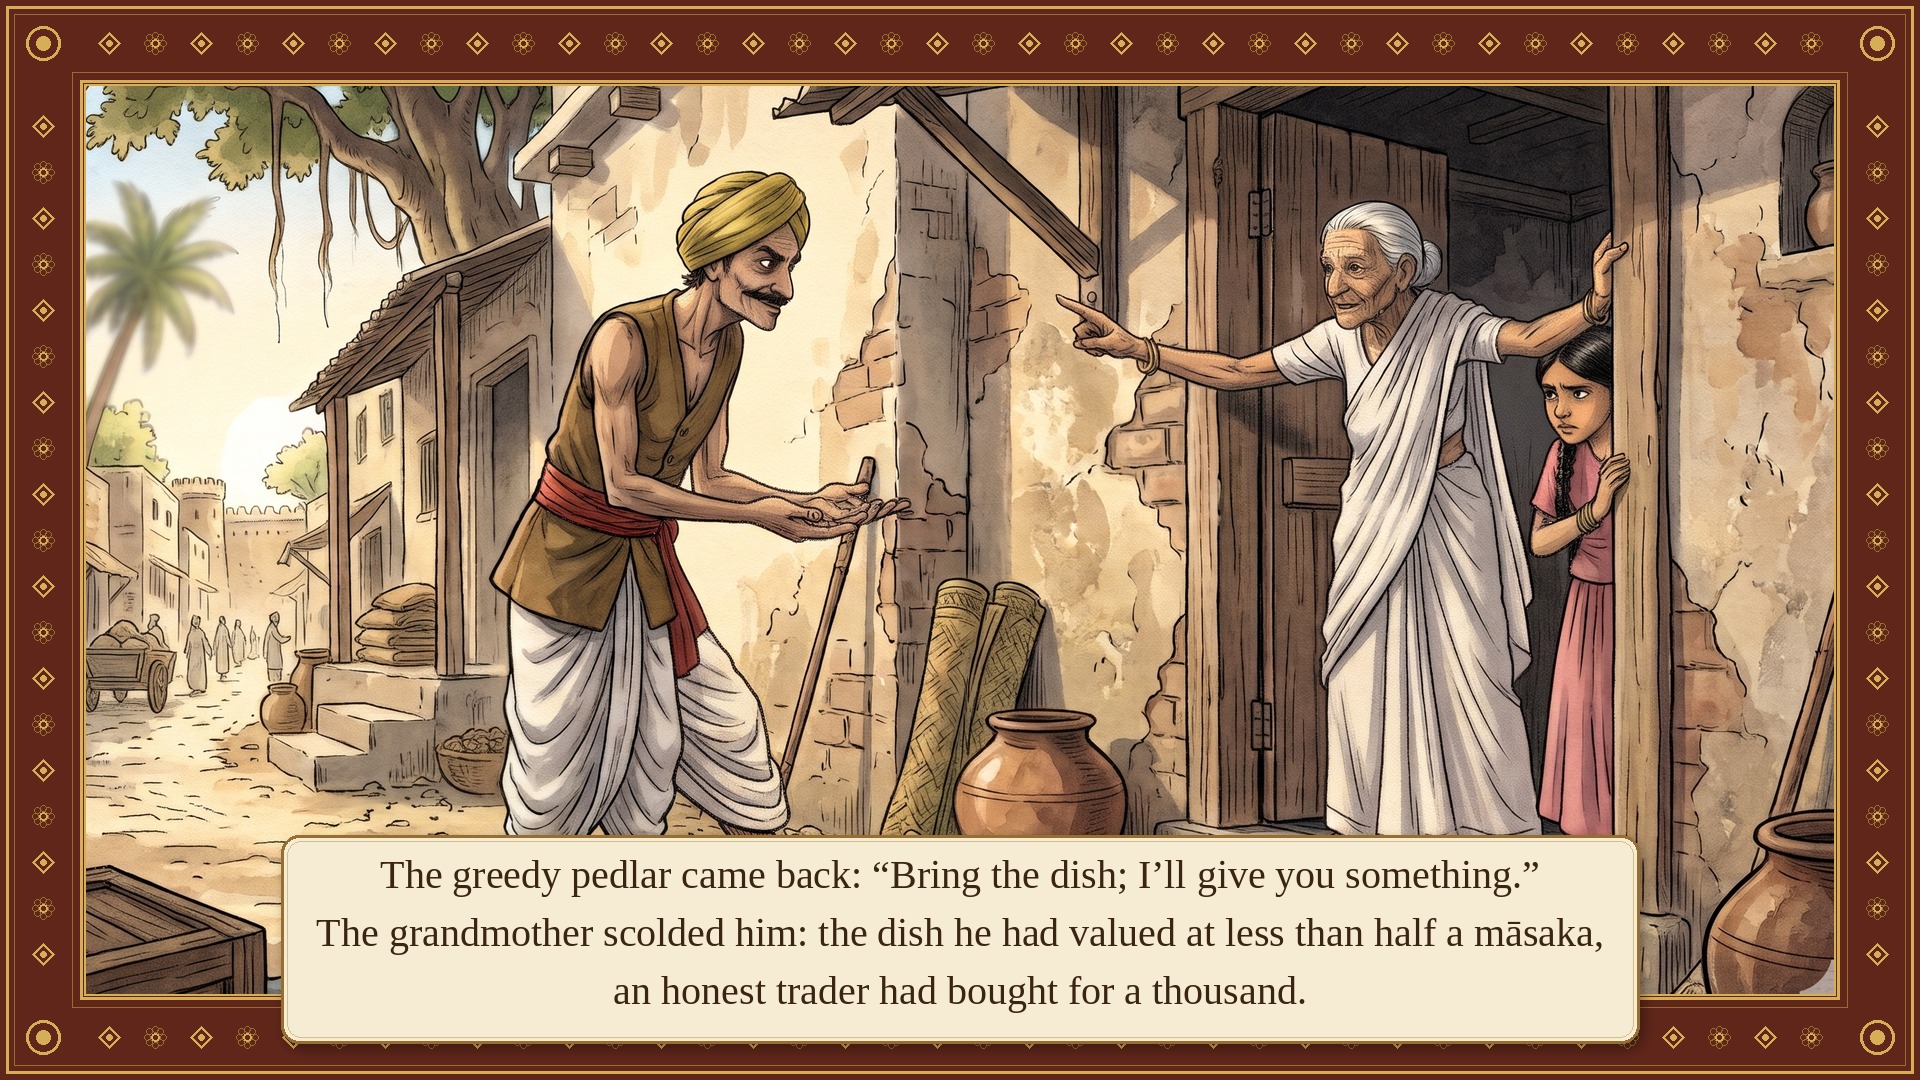 The greedy pedlar came back: “Bring the dish; I’ll give you something.”
The grandmother scolded him: the dish he had valued at less than half a māsaka,
an honest trader had bought for a thousand.